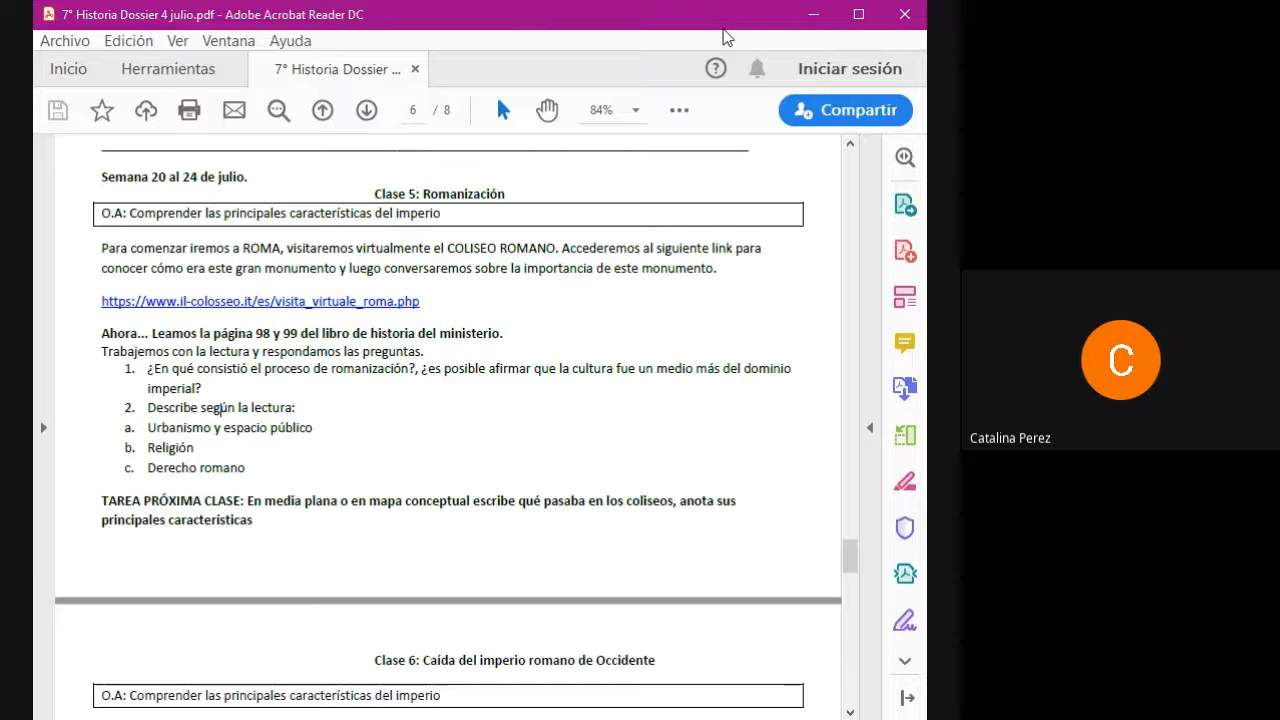 7° Historia Dossier 4 julio.pdf - Adobe Acrobat Reader DC
Archivo Edición Ver Ventana Ayuda
Inicio Herramientas 7° Historia Dossier ... × Iniciar sesión
6 / 8 84% Compartir
Semana 20 al 24 de julio.
Clase 5: Romanización
O.A: Comprender las principales características del imperio
Para comenzar iremos a ROMA, visitaremos virtualmente el COLISEO ROMANO. Accederemos al siguiente link para
conocer cómo era este gran monumento y luego conversaremos sobre la importancia de este monumento.
https://www.il-colosseo.it/es/visita_virtuale_roma.php
Ahora... Leamos la página 98 y 99 del libro de historia del ministerio.
Trabajemos con la lectura y respondamos las preguntas.
1. ¿En qué consistió el proceso de romanización?, ¿es posible afirmar que la cultura fue un medio más del dominio
imperial?
2. Describe según la lectura:
a. Urbanismo y espacio público
b. Religión
c. Derecho romano
TAREA PRÓXIMA CLASE: En media plana o en mapa conceptual escribe qué pasaba en los coliseos, anota sus
principales características
Clase 6: Caída del imperio romano de Occidente
O.A: Comprender las principales características del imperio
C
Catalina Perez